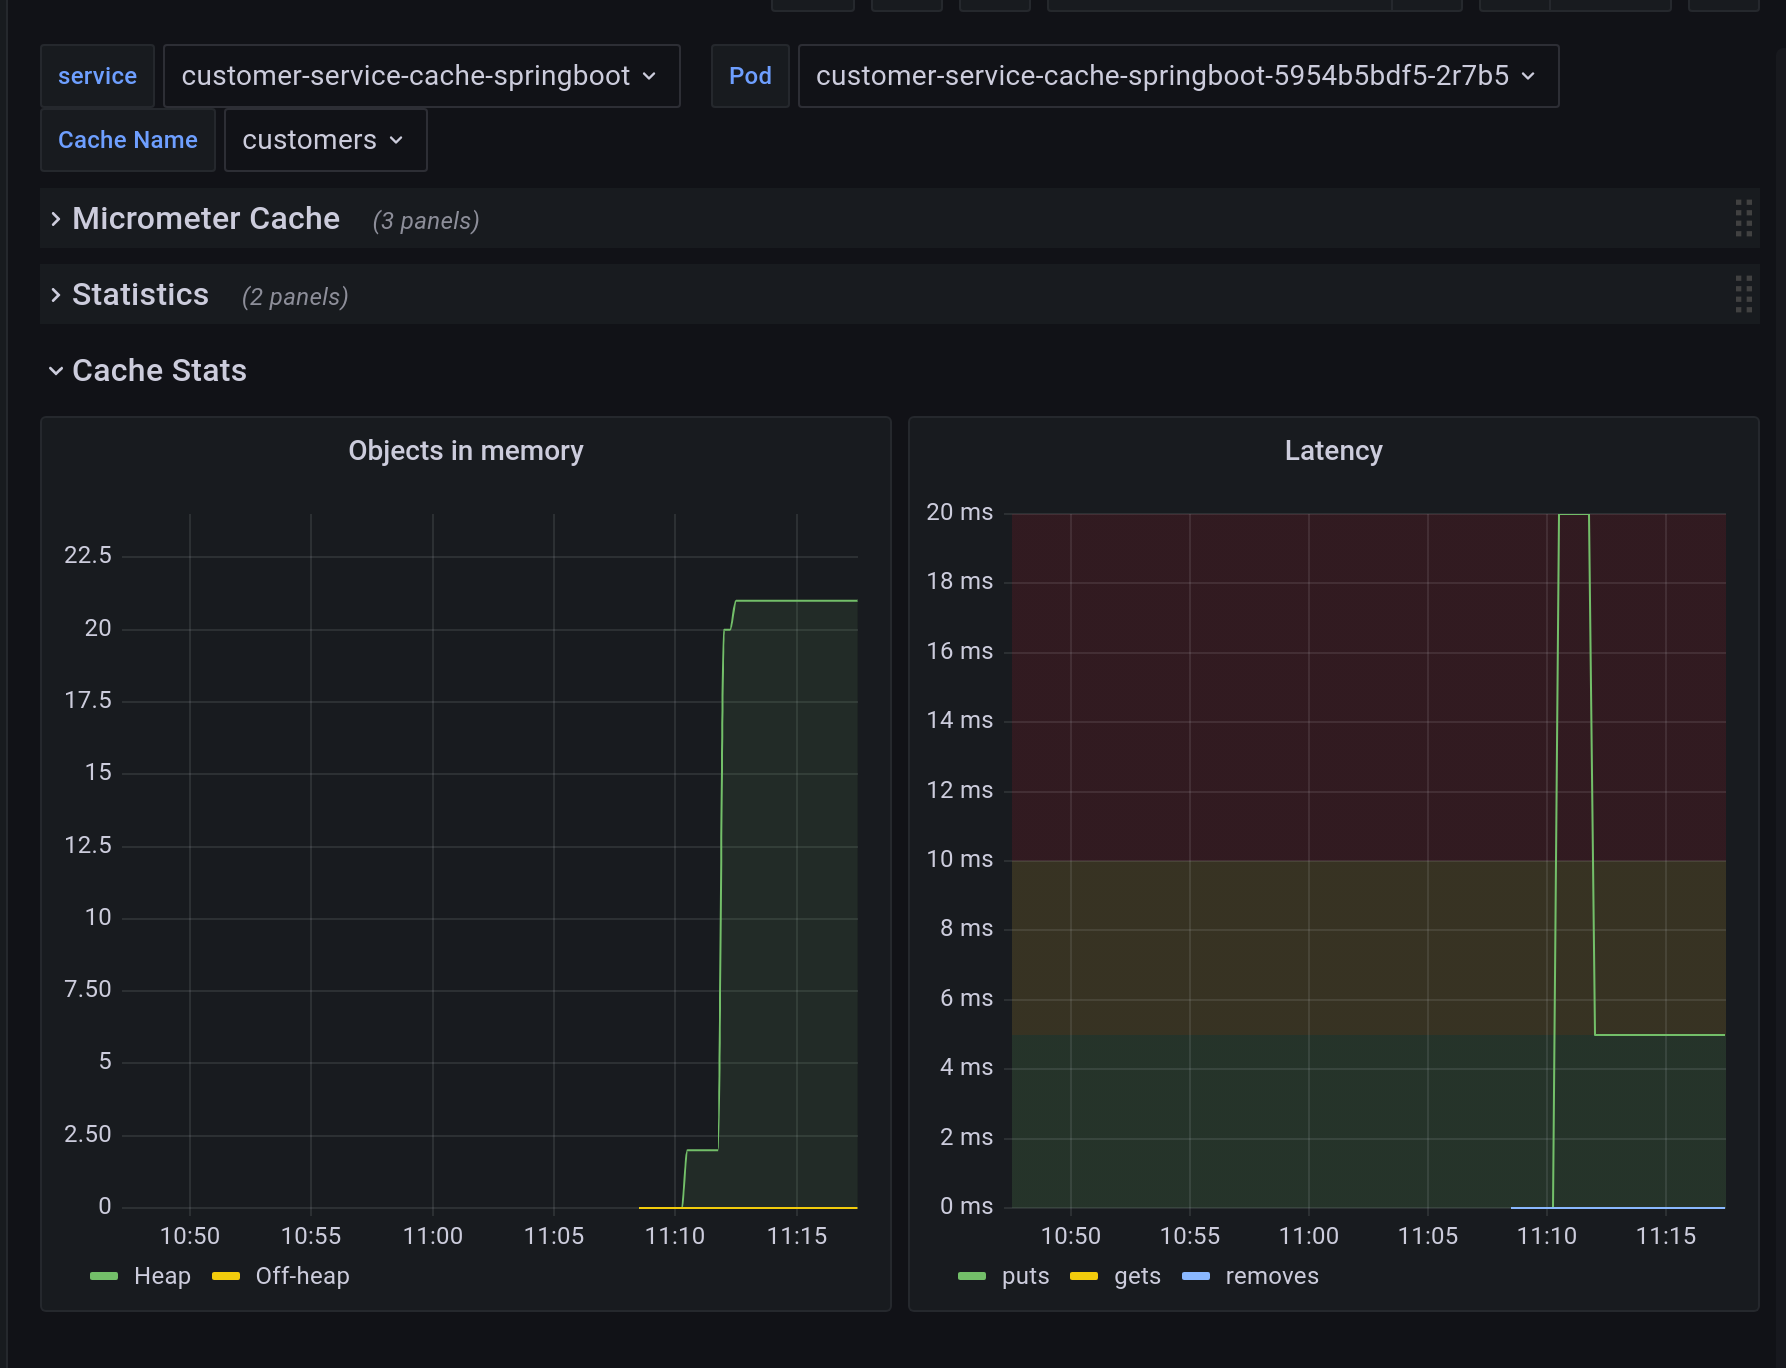 service customer-service-cache-springboot Pod customer-service-cache-springboot-5954b5bdf5-2r7b5
Cache Name customers
Micrometer Cache (3 panels)
Statistics (2 panels)
Cache Stats
Objects in memory
22.5
20
17.5
15
12.5
10
7.50
5
2.50
0
10:50 10:55 11:00 11:05 11:10 11:15
Heap Off-heap
Latency
20 ms
18 ms
16 ms
14 ms
12 ms
10 ms
8 ms
6 ms
4 ms
2 ms
0 ms
10:50 10:55 11:00 11:05 11:10 11:15
puts gets removes